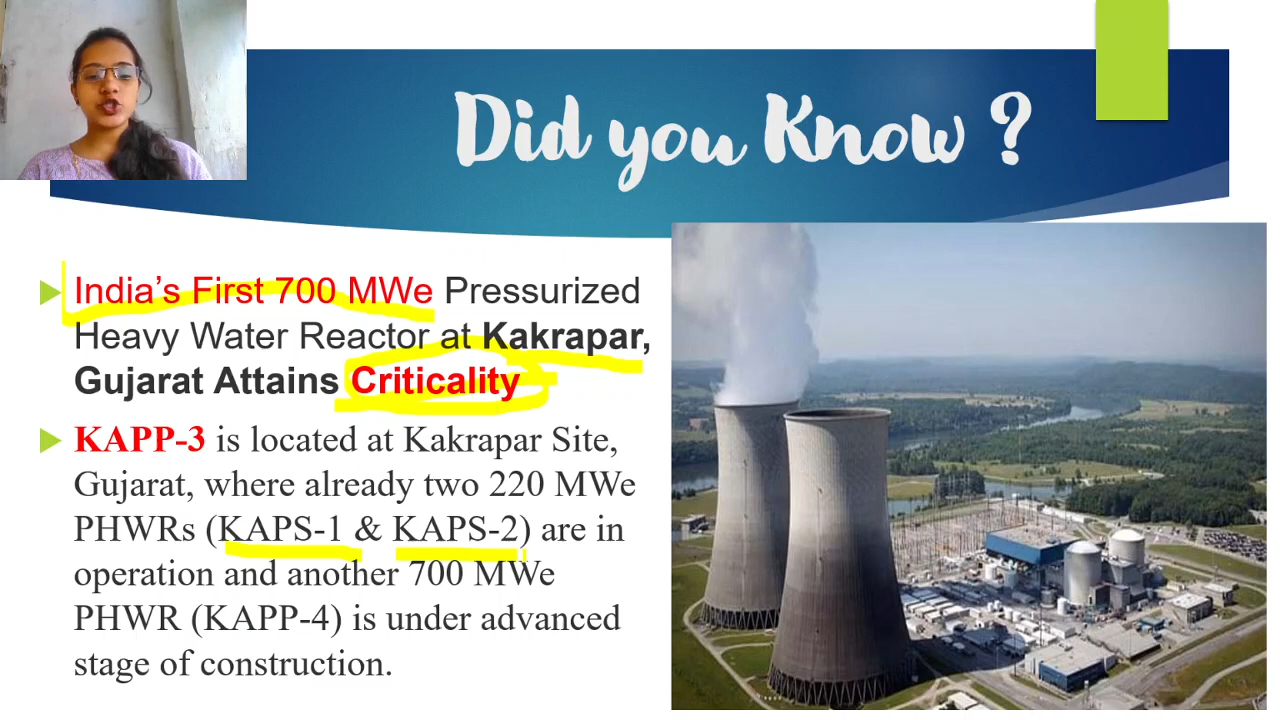 Did you Know ?
India's First 700 MWe Pressurized
Heavy Water Reactor at Kakrapar,
Gujarat Attains Criticality
KAPP-3 is located at Kakrapar Site,
Gujarat, where already two 220 MWe
PHWRs (KAPS-1 & KAPS-2) are in
operation and another 700 MWe
PHWR (KAPP-4) is under advanced
stage of construction.